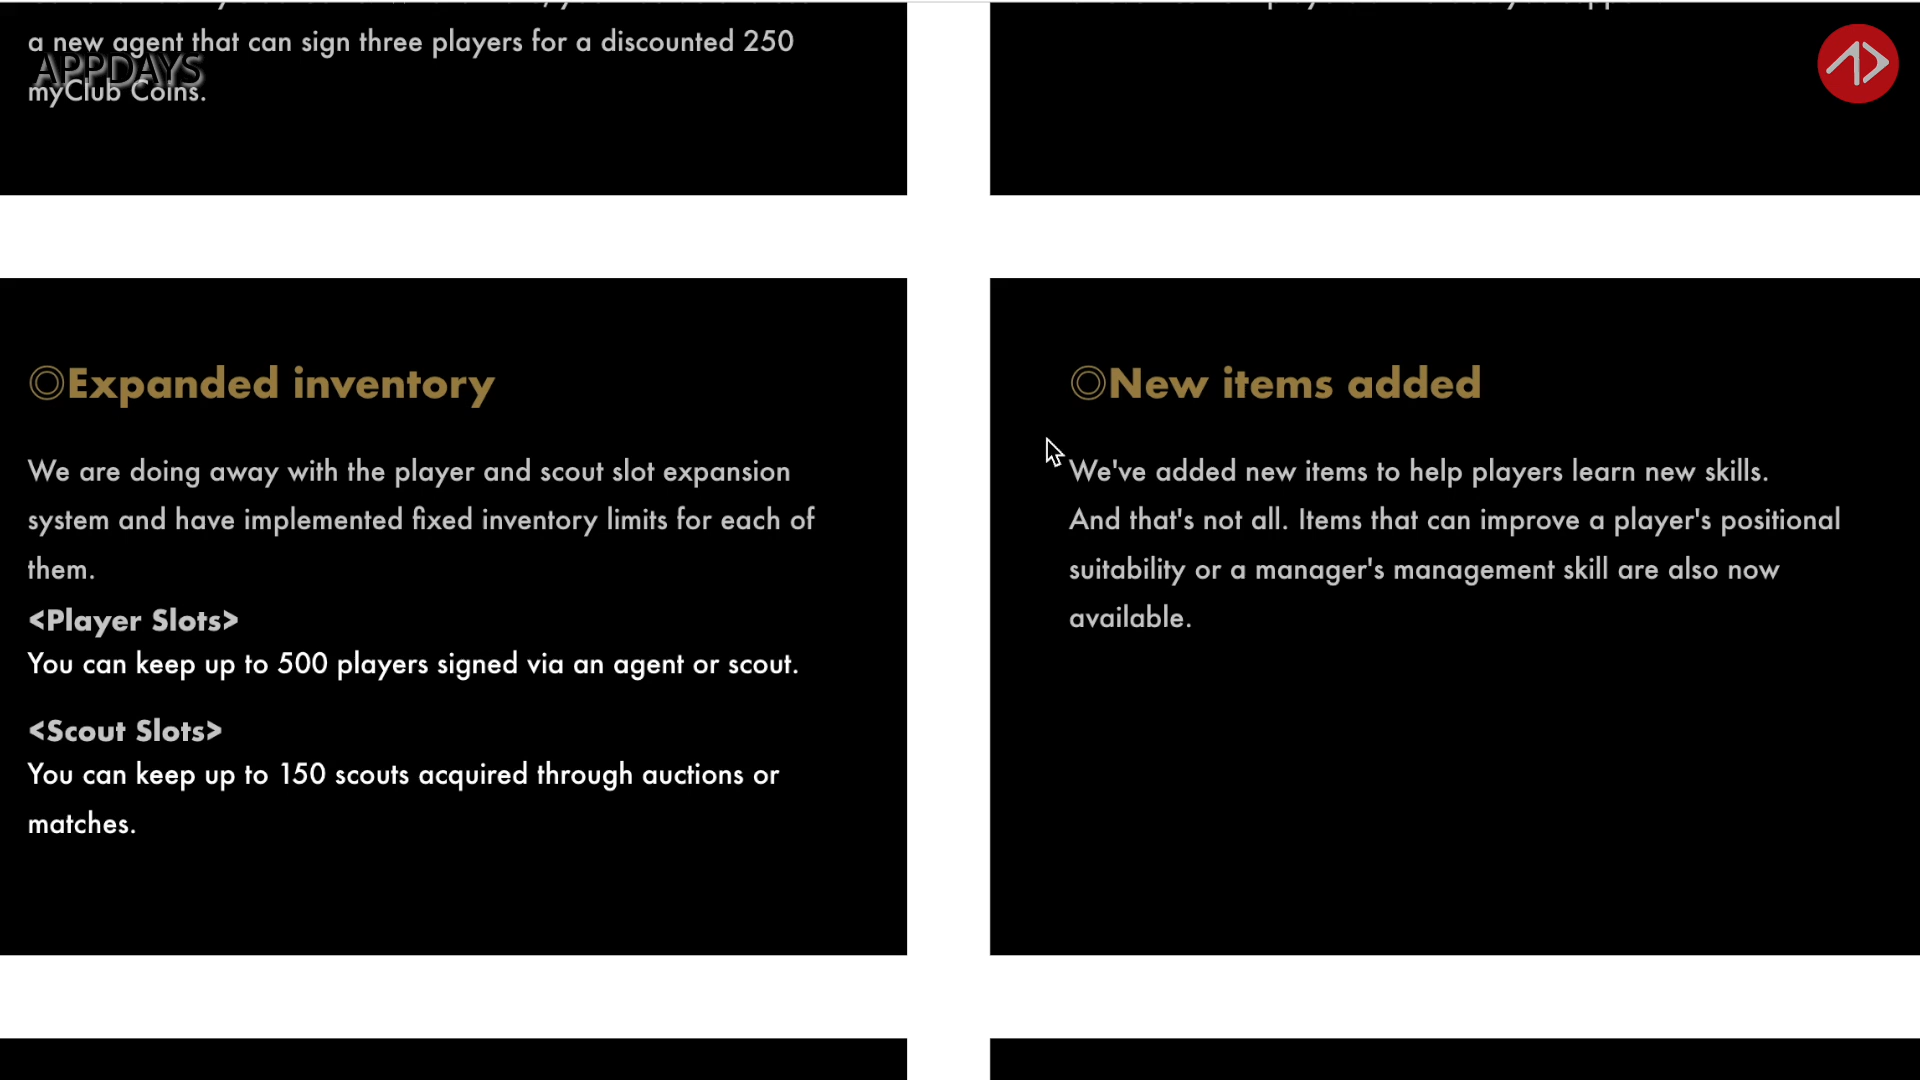 a new agent that can sign three players for a discounted 250
APPDAYS
myClub Coins.
◎Expanded inventory
We are doing away with the player and scout slot expansion
system and have implemented fixed inventory limits for each of
them.
<Player Slots>
You can keep up to 500 players signed via an agent or scout.
<Scout Slots>
You can keep up to 150 scouts acquired through auctions or
matches.
◎New items added
We've added new items to help players learn new skills.
And that's not all. Items that can improve a player's positional
suitability or a manager's management skill are also now
available.